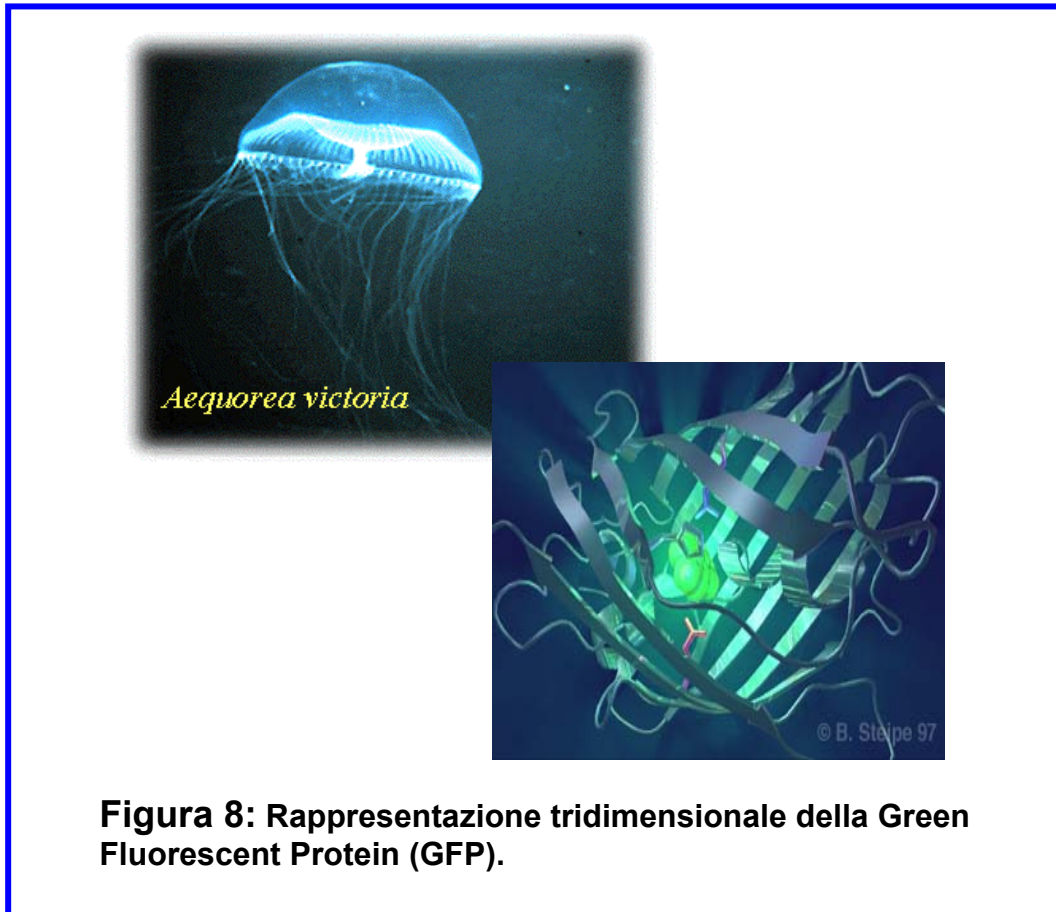 Aequorea victoria
© B. Steipe 97
Figura 8: Rappresentazione tridimensionale della Green
Fluorescent Protein (GFP).